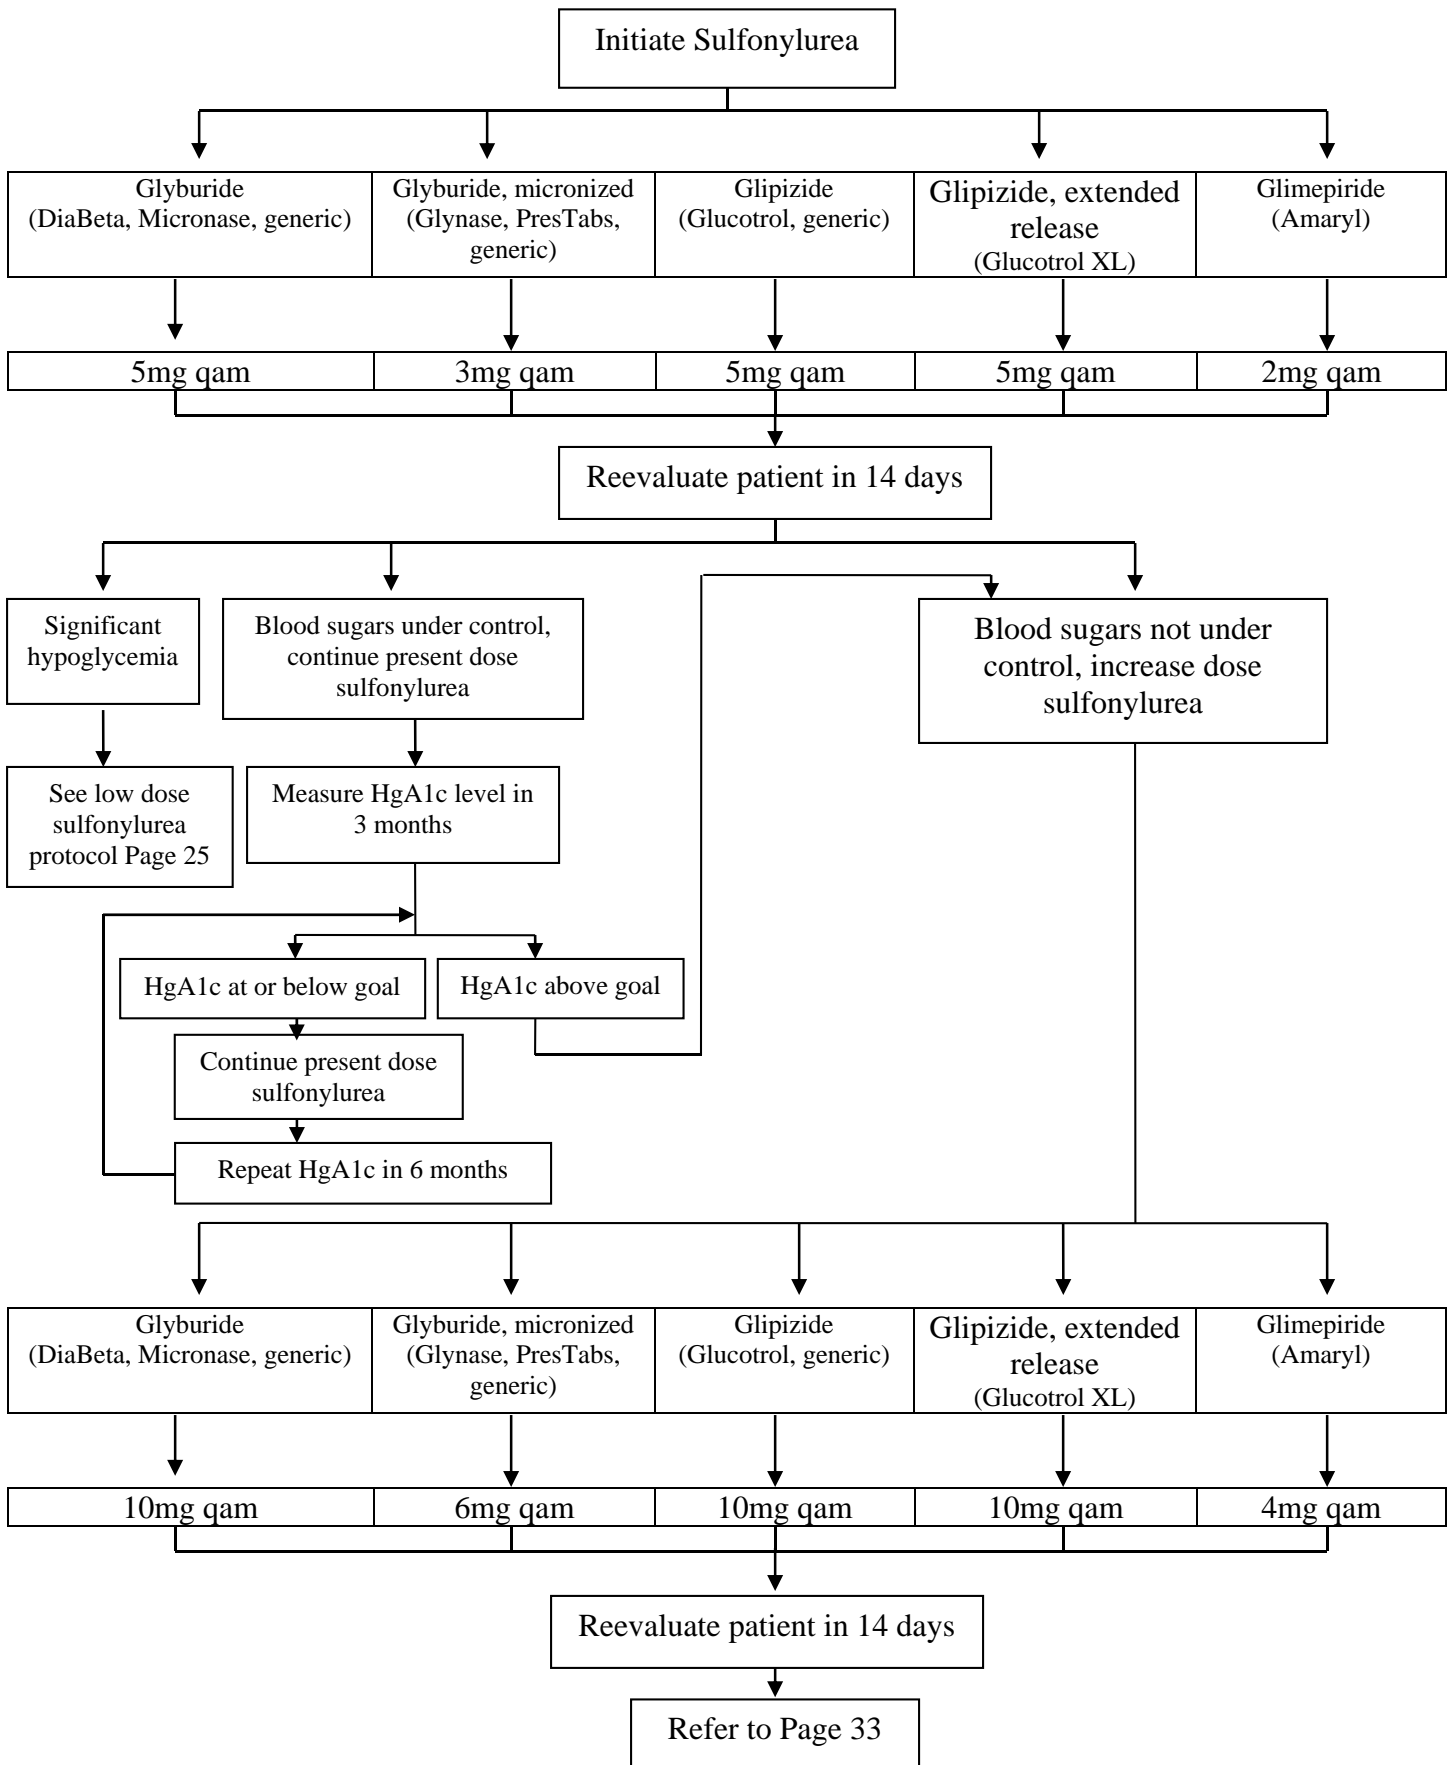 Initiate Sulfonylurea
Glyburide
(DiaBeta, Micronase, generic)
Glyburide, micronized
(Glynase, PresTabs,
generic)
Glipizide
(Glucotrol, generic)
Glipizide, extended
release
(Glucotrol XL)
Glimepiride
(Amaryl)
5mg qam
3mg qam
5mg qam
5mg qam
2mg qam
Reevaluate patient in 14 days
Significant
hypoglycemia
Blood sugars under control,
continue present dose
sulfonylurea
Blood sugars not under
control, increase dose
sulfonylurea
See low dose
sulfonylurea
protocol Page 25
Measure HgA1c level in
3 months
HgA1c at or below goal
HgA1c above goal
Continue present dose
sulfonylurea
Repeat HgA1c in 6 months
Glyburide
(DiaBeta, Micronase, generic)
Glyburide, micronized
(Glynase, PresTabs,
generic)
Glipizide
(Glucotrol, generic)
Glipizide, extended
release
(Glucotrol XL)
Glimepiride
(Amaryl)
10mg qam
6mg qam
10mg qam
10mg qam
4mg qam
Reevaluate patient in 14 days
Refer to Page 33